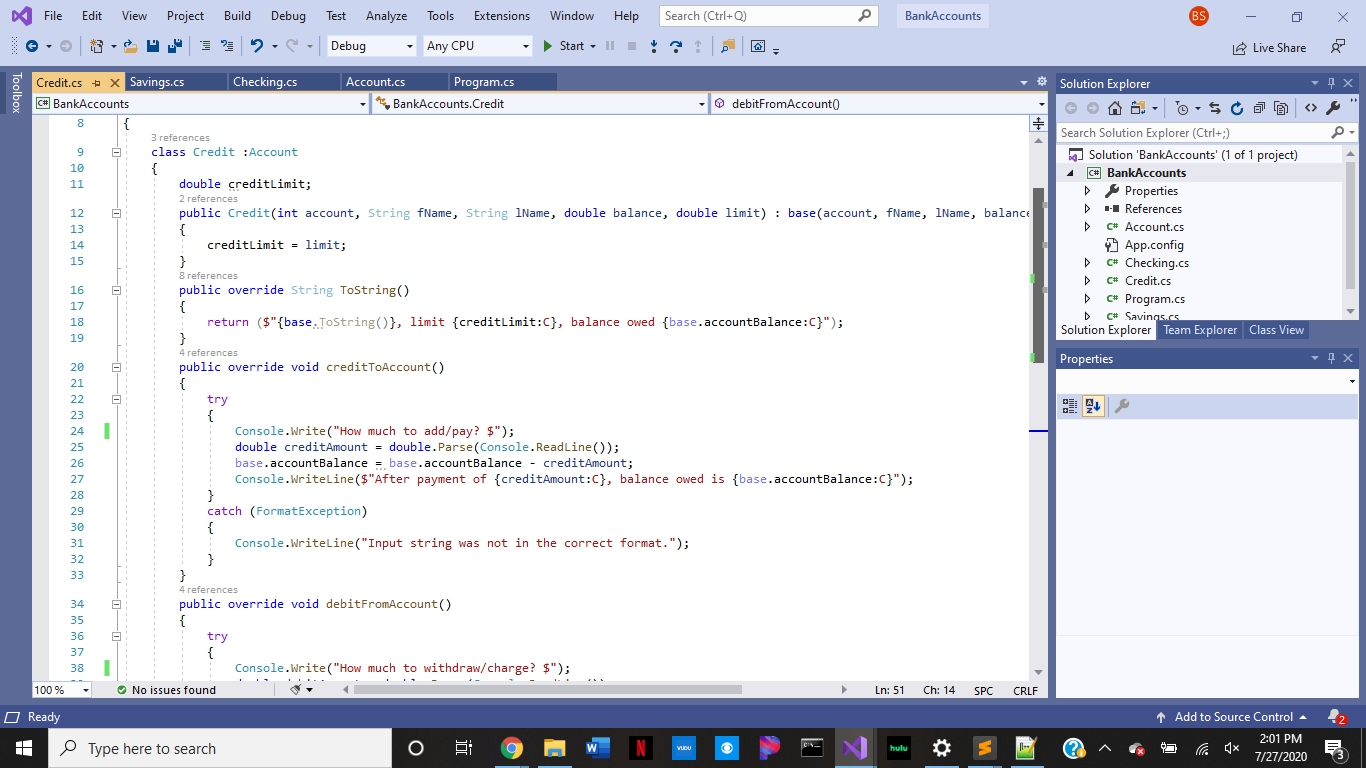 File Edit View Project Build Debug Test Analyze Tools Extensions Window Help Search (Ctrl+Q) BankAccounts BS
Debug Any CPU Start Live Share
Toolbox
Credit.cs Savings.cs Checking.cs Account.cs Program.cs
BankAccounts BankAccounts.Credit debitFromAccount()
8 {
3 references
9 class Credit :Account
10 {
11 double creditLimit;
2 references
12 public Credit(int account, String fName, String lName, double balance, double limit) : base(account, fName, lName, balance
13 {
14 creditLimit = limit;
15 }
8 references
16 public override String ToString()
17 {
18 return ($"{base.ToString()}, limit {creditLimit:C}, balance owed {base.accountBalance:C}");
19 }
4 references
20 public override void creditToAccount()
21 {
22 try
23 {
24 Console.Write("How much to add/pay? $");
25 double creditAmount = double.Parse(Console.ReadLine());
26 base.accountBalance = base.accountBalance - creditAmount;
27 Console.WriteLine($"After payment of {creditAmount:C}, balance owed is {base.accountBalance:C}");
28 }
29 catch (FormatException)
30 {
31 Console.WriteLine("Input string was not in the correct format.");
32 }
33 }
4 references
34 public override void debitFromAccount()
35 {
36 try
37 {
38 Console.Write("How much to withdraw/charge? $");
100 % No issues found Ln: 51 Ch: 14 SPC CRLF
Solution Explorer
Search Solution Explorer (Ctrl+;)
Solution 'BankAccounts' (1 of 1 project)
BankAccounts
Properties
References
Account.cs
App.config
Checking.cs
Credit.cs
Program.cs
Savings.cs
Solution Explorer Team Explorer Class View
Properties
Ready Add to Source Control 2
Type here to search
VUDU hulu
2:01 PM
7/27/2020
3